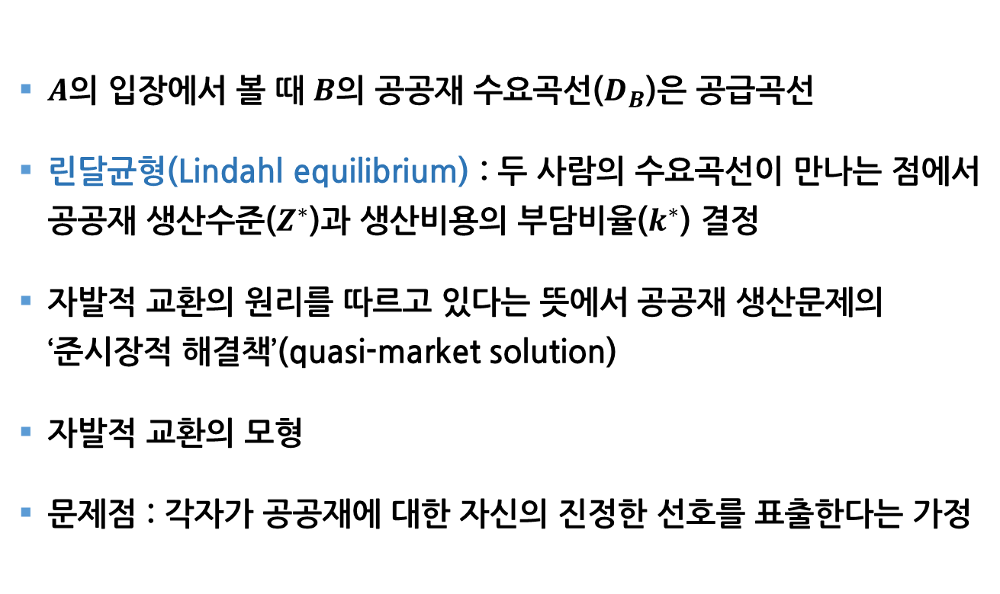 ▪ A의 입장에서 볼 때 B의 공공재 수요곡선(D_B)은 공급곡선
▪ 린달균형(Lindahl equilibrium) : 두 사람의 수요곡선이 만나는 점에서
공공재 생산수준(Z*)과 생산비용의 부담비율(k*) 결정
▪ 자발적 교환의 원리를 따르고 있다는 뜻에서 공공재 생산문제의
‘준시장적 해결책’(quasi-market solution)
▪ 자발적 교환의 모형
▪ 문제점 : 각자가 공공재에 대한 자신의 진정한 선호를 표출한다는 가정